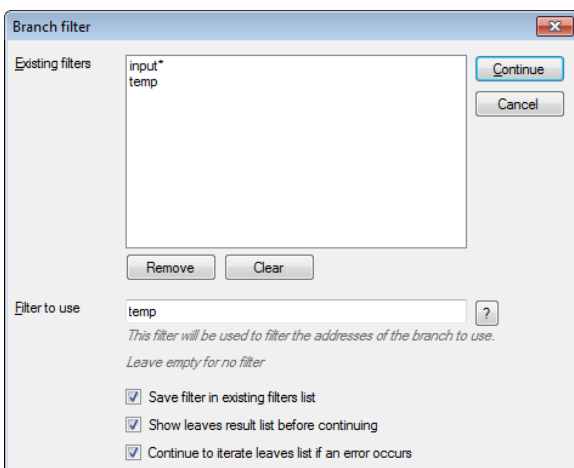 Branch filter
Existing filters
input*
temp
Continue
Cancel
Remove
Clear
Filter to use
temp
?
This filter will be used to filter the addresses of the branch to use.
Leave empty for no filter
Save filter in existing filters list
Show leaves result list before continuing
Continue to iterate leaves list if an error occurs